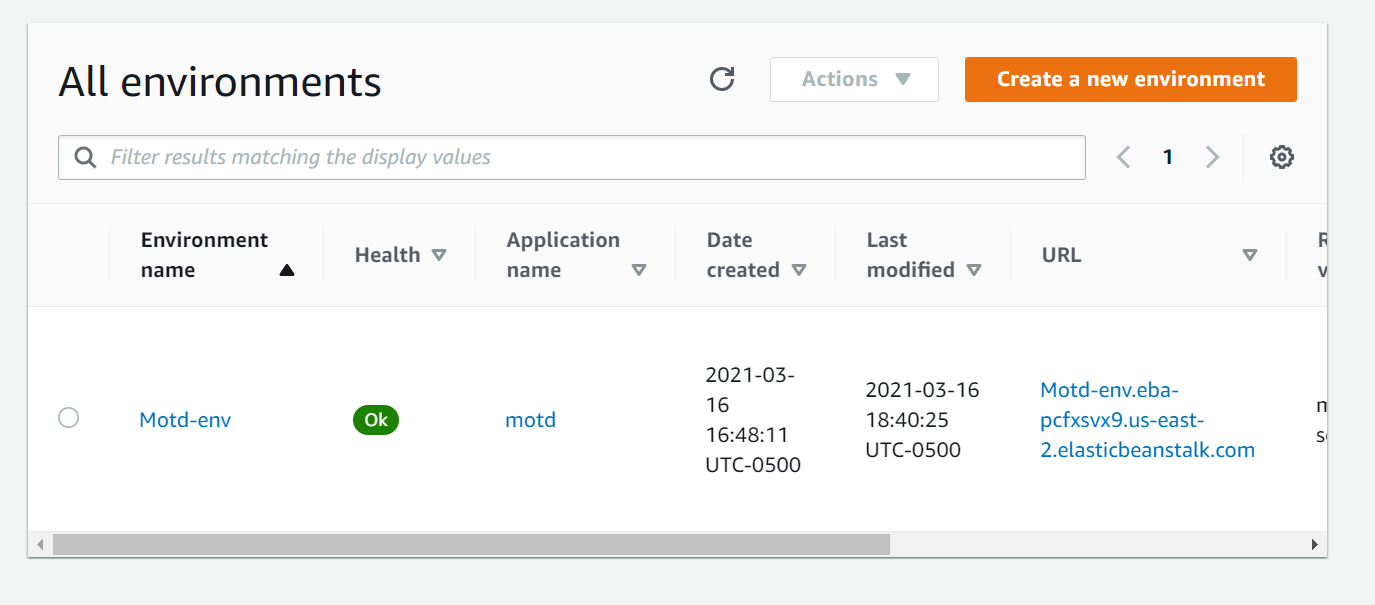 All environments
Actions
Create a new environment
Filter results matching the display values
1
Environment
name
Health
Application
name
Date
created
Last
modified
URL
Motd-env
Ok
motd
2021-03-
16
16:48:11
UTC-0500
2021-03-16
18:40:25
UTC-0500
Motd-env.eba-
pcfxsvx9.us-east-
2.elasticbeanstalk.com